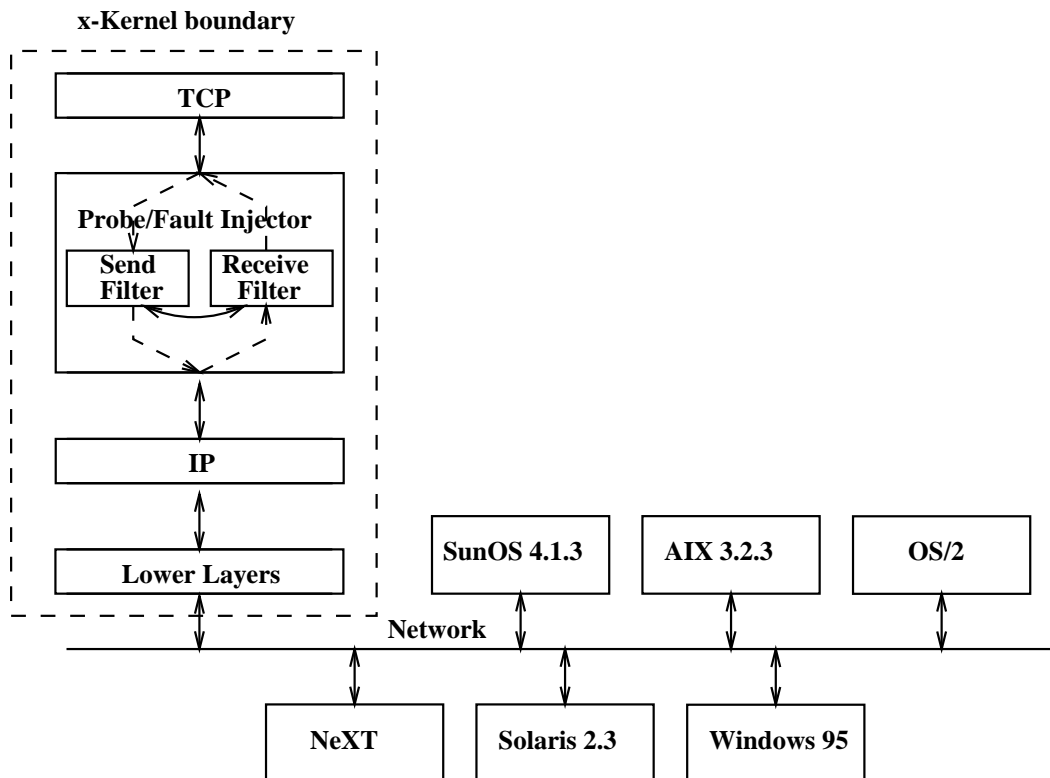 x-Kernel boundary
TCP
Probe/Fault Injector
Send
Filter
Receive
Filter
IP
Lower Layers
SunOS 4.1.3
AIX 3.2.3
OS/2
Network
NeXT
Solaris 2.3
Windows 95